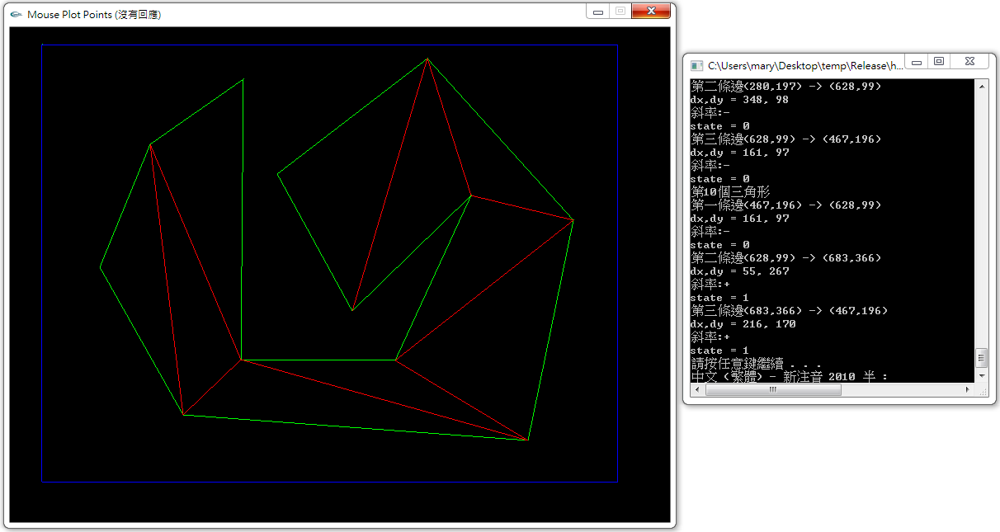 Mouse Plot Points (沒有回應)
C:\Users\mary\Desktop\temp\Release\h...
第二條邊(280,197) -> (628,99)
dx,dy = 348, 98
斜率:-
state = 0
第三條邊(628,99) -> (467,196)
dx,dy = 161, 97
斜率:-
state = 0
第10個三角形
第一條邊(467,196) -> (628,99)
dx,dy = 161, 97
斜率:-
state = 0
第二條邊(628,99) -> (683,366)
dx,dy = 55, 267
斜率:+
state = 1
第三條邊(683,366) -> (467,196)
dx,dy = 216, 170
斜率:+
state = 1
請按任意鍵繼續 . . .
中文 (繁體) - 新注音 2010 半 :